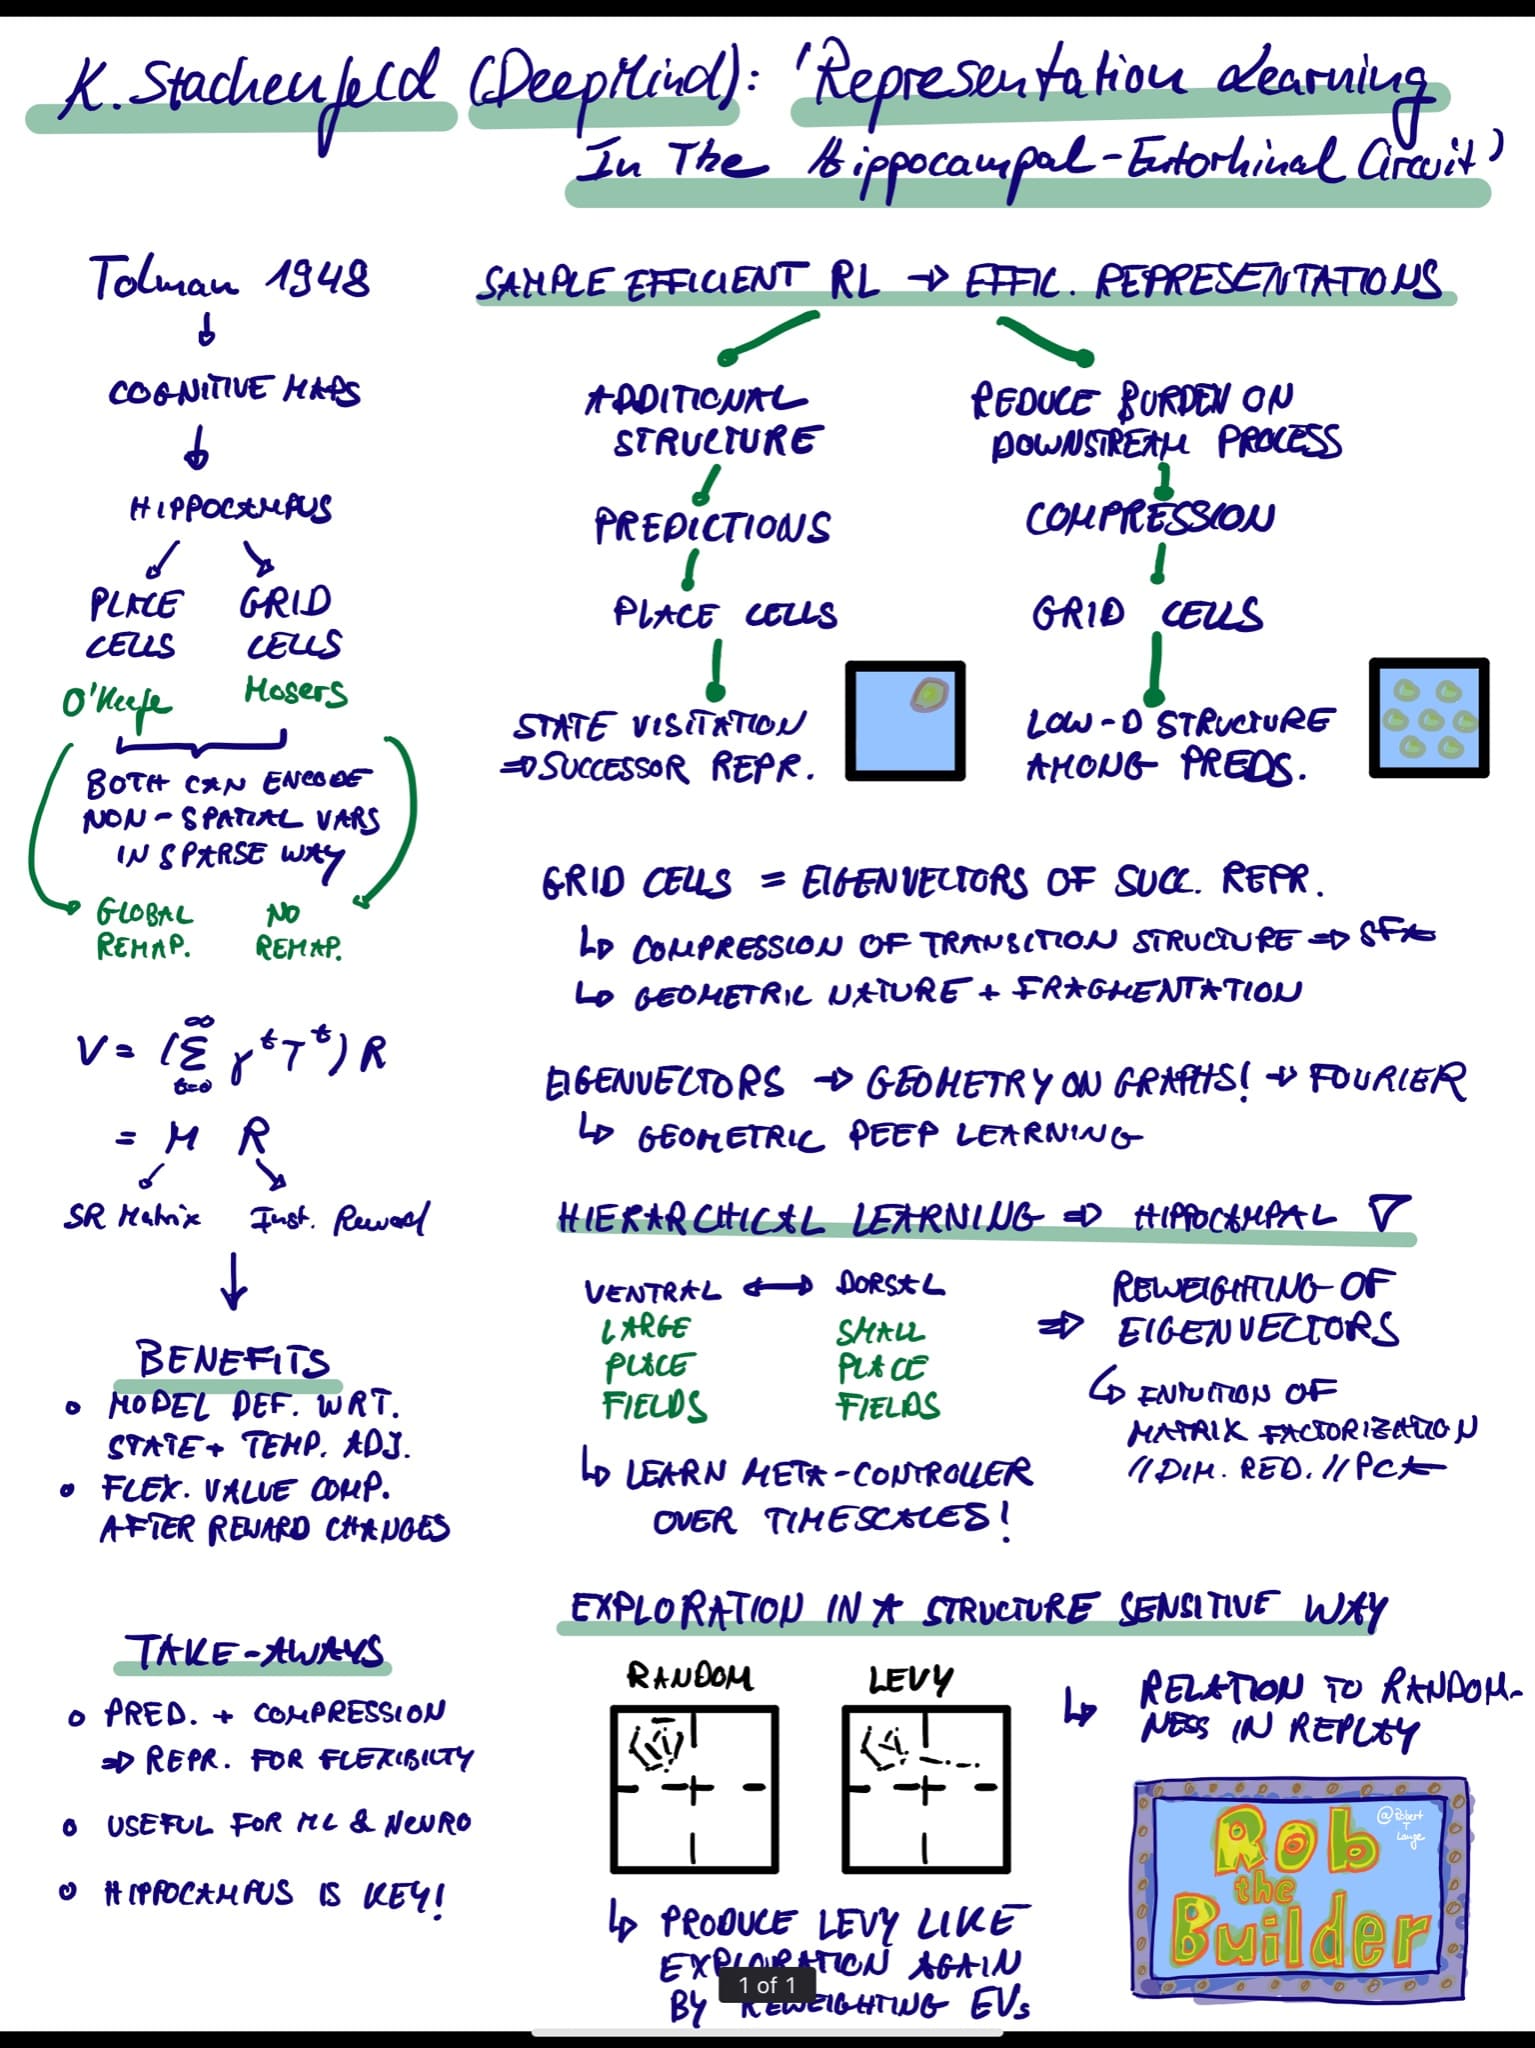 K. Stachenfeld (DeepMind): 'Representation Learning
In The Hippocampal-Entorhinal Circuit'
Tolman 1948
↓
COGNITIVE MAPS
↓
HIPPOCAMPUS
PLACE CELLS
GRID CELLS
O'Keefe
Mosers
BOTH CAN ENCODE
NON-SPATIAL VARS
IN SPARSE WAY
GLOBAL REMAP.
NO REMAP.
V = (∑ t=0 ∞ γ^t T^t) R
= M R
SR Matrix
Inst. Reward
BENEFITS
• MODEL DEF. WRT.
STATE + TEMP. ADJ.
• FLEX. VALUE COMP.
AFTER REWARD CHANGES
TAKE-AWAYS
• PRED. + COMPRESSION
⇒ REPR. FOR FLEXIBILTY
• USEFUL FOR ML & NEURO
• HIPPOCAMPUS IS KEY!
SAMPLE EFFICIENT RL → EFFIC. REPRESENTATIONS
ADDITIONAL
STRUCTURE
PREDICTIONS
PLACE CELLS
STATE VISITATION
⇒ SUCCESSOR REPR.
REDUCE BURDEN ON
DOWNSTREAM PROCESS
COMPRESSION
GRID CELLS
LOW-D STRUCTURE
AMONG PREDS.
GRID CELLS = EIGENVECTORS OF SUCC. REPR.
↳ COMPRESSION OF TRANSITION STRUCTURE ⇒ SFA
↳ GEOMETRIC NATURE + FRAGMENTATION
EIGENVECTORS → GEOMETRY ON GRAPHS! → FOURIER
↳ GEOMETRIC DEEP LEARNING
HIERARCHICAL LEARNING ⇒ HIPPOCAMPAL ∇
VENTRAL ↔ DORSAL
LARGE
PLACE
FIELDS
SMALL
PLACE
FIELDS
⇒ REWEIGHTING OF
EIGENVECTORS
↳ INTUITION OF
MATRIX FACTORIZATION
// DIM. RED. // PCA
↳ LEARN META-CONTROLLER
OVER TIMESCALES!
EXPLORATION IN A STRUCTURE SENSITIVE WAY
RANDOM
LEVY
↳ RELATION TO RANDOM-
NESS IN REPLAY
↳ PRODUCE LEVY LIKE
EXPLORATION AGAIN
BY REWEIGHTING EVs
1 of 1
@Robert
T
Lange
Rob
the
Builder